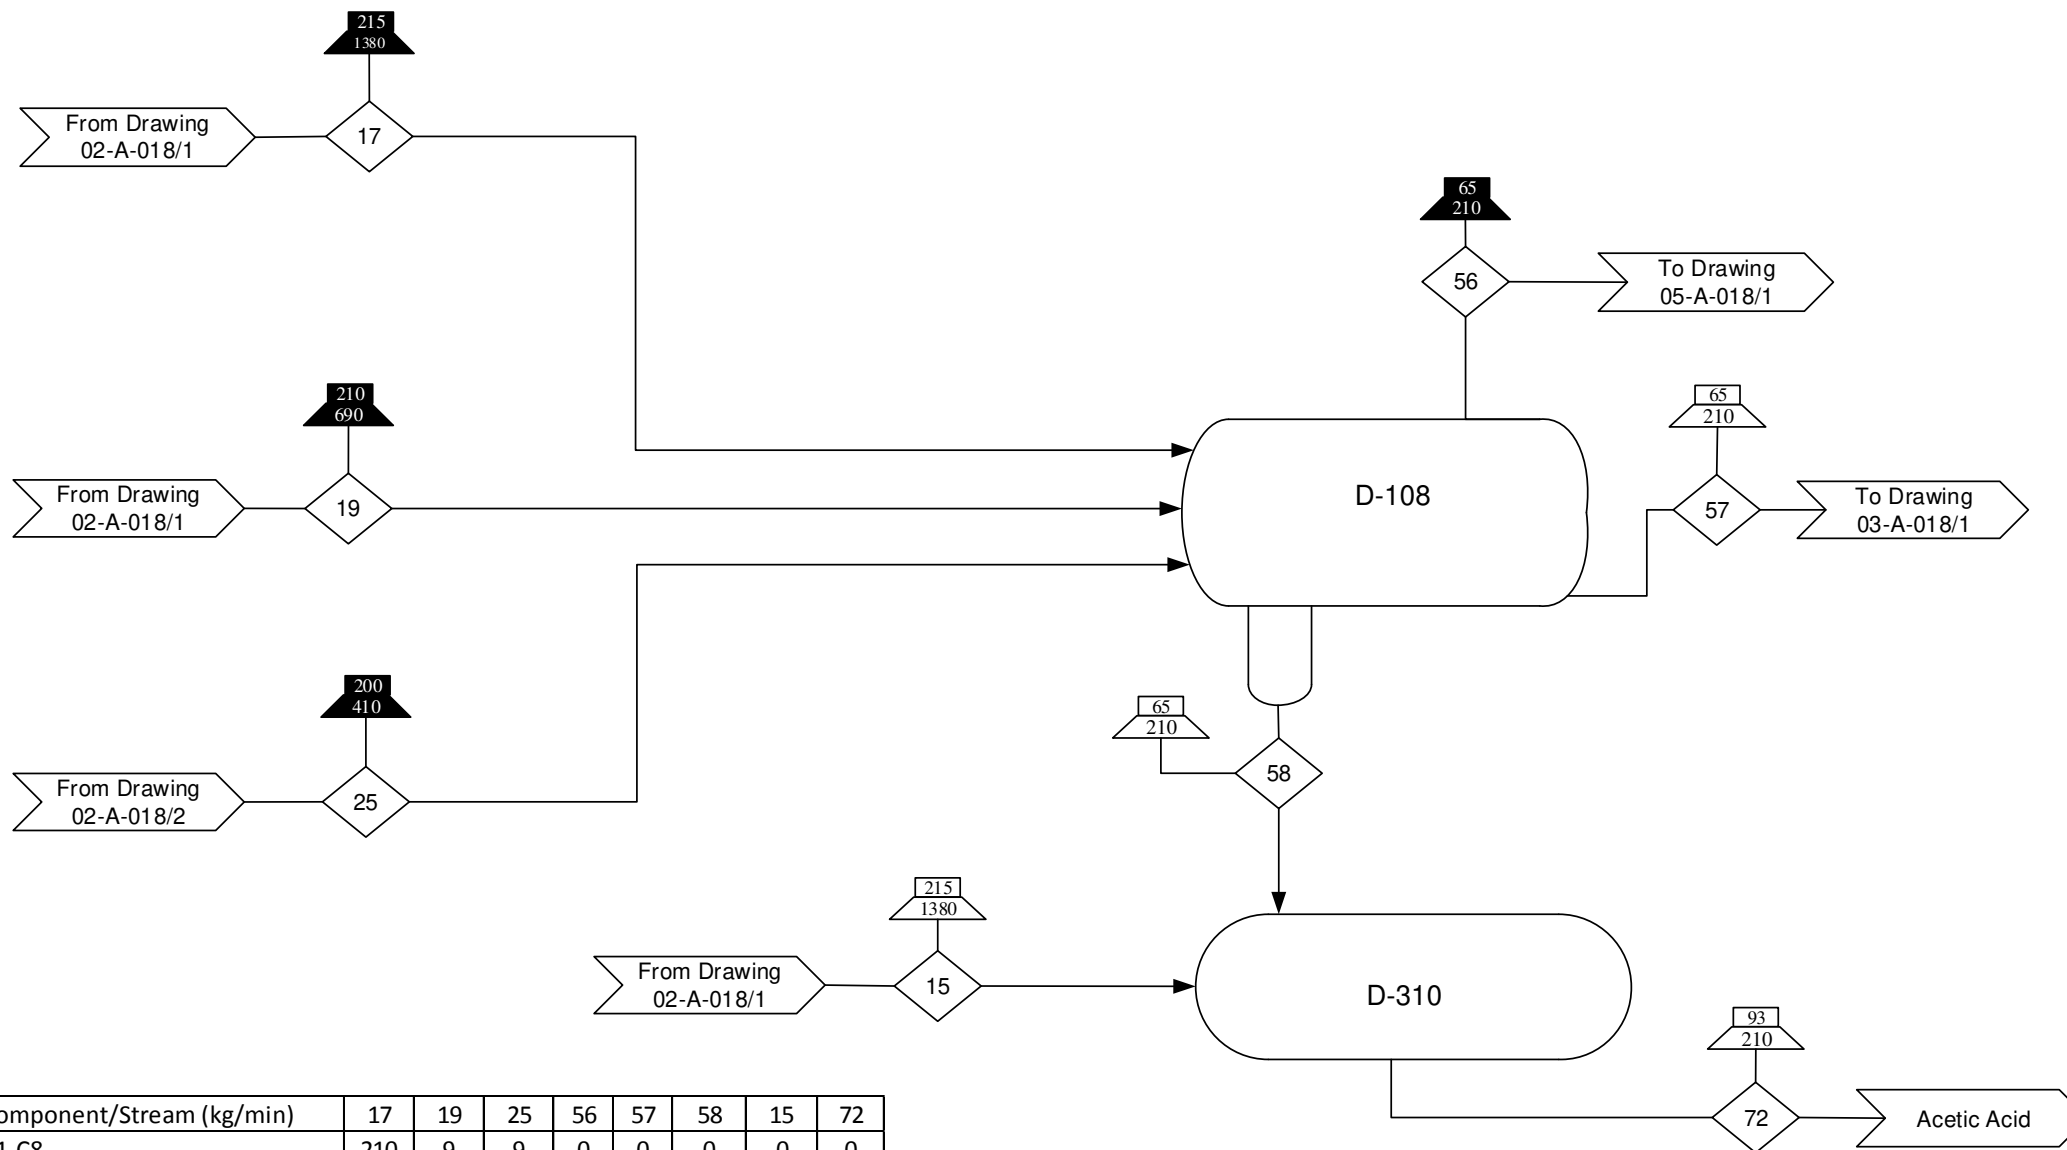 215
1380
From Drawing
02-A-018/1
17
65
210
56
To Drawing
05-A-018/1
210
690
From Drawing
02-A-018/1
19
65
210
D-108
57
To Drawing
03-A-018/1
200
410
From Drawing
02-A-018/2
25
65
210
58
215
1380
From Drawing
02-A-018/1
15
D-310
93
210
72
Acetic Acid
omponent/Stream (kg/min) 17 19 25 56 57 58 15 72
210 9 9 0 0 0 0 0